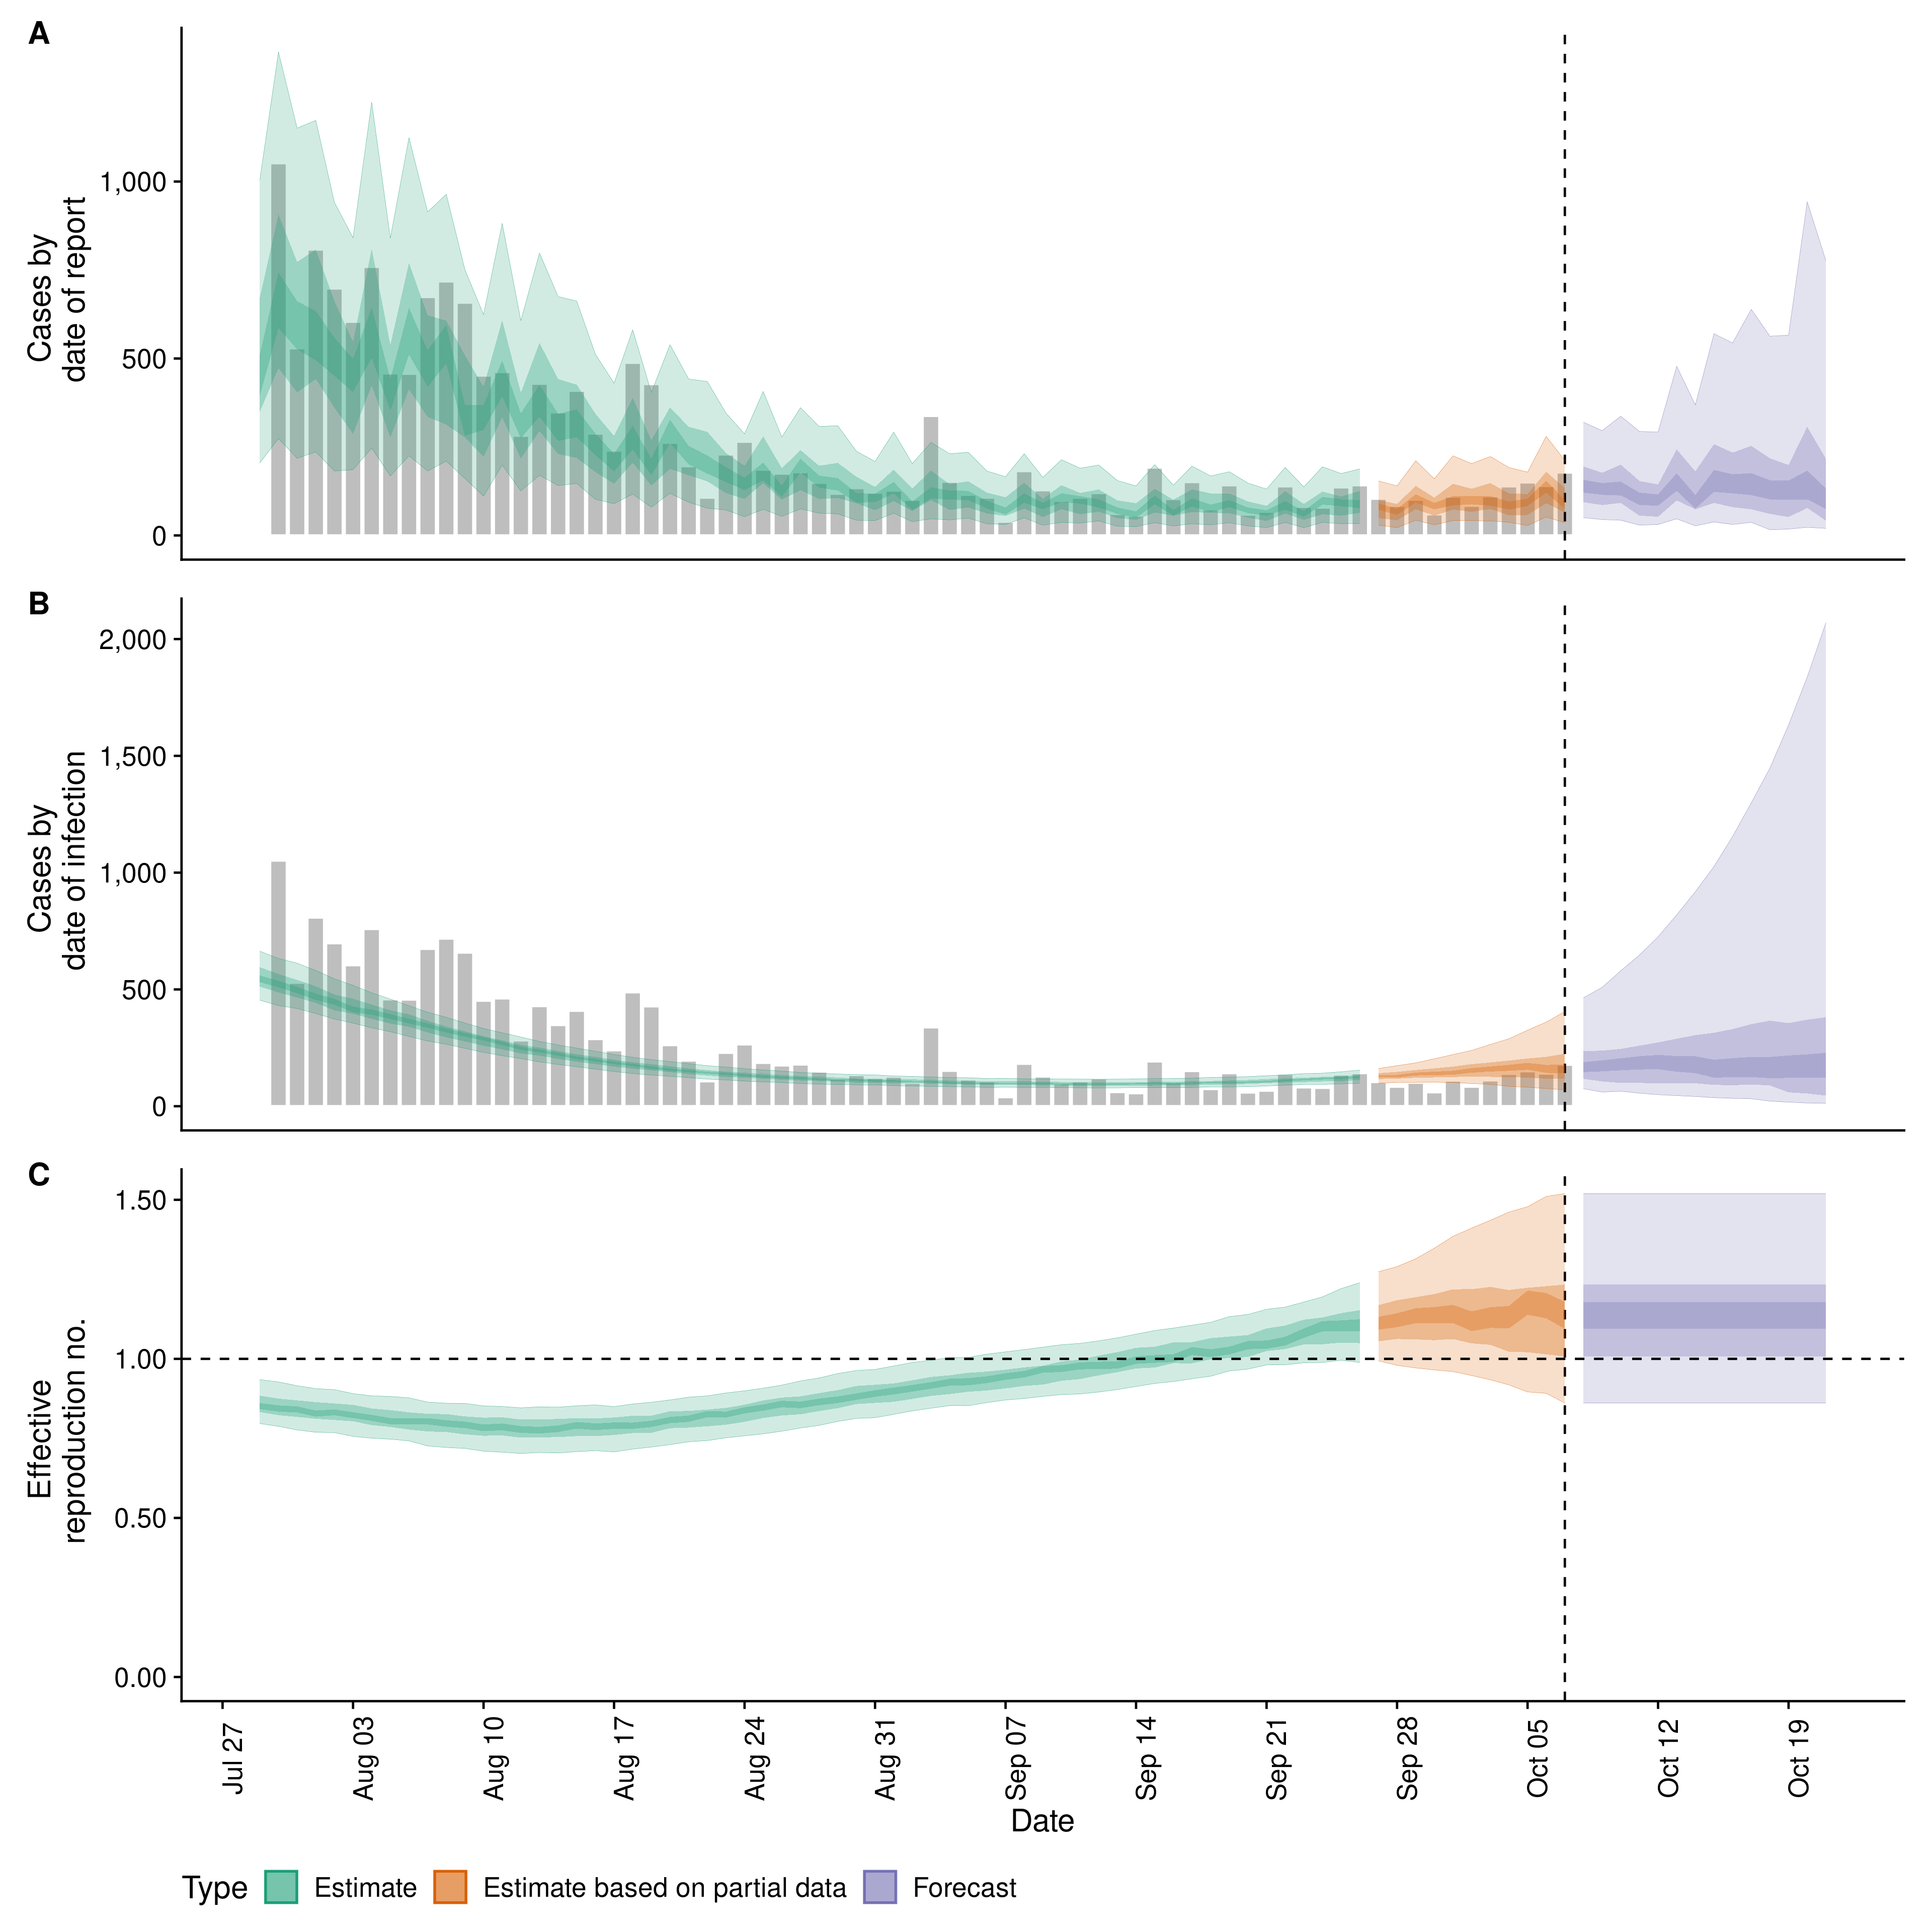 A
Cases by
date of report
1,000
500
0
B
Cases by
date of infection
2,000
1,500
1,000
500
0
C
Effective
reproduction no.
1.50
1.00
0.50
0.00
Jul 27
Aug 03
Aug 10
Aug 17
Aug 24
Aug 31
Sep 07
Sep 14
Sep 21
Sep 28
Oct 05
Oct 12
Oct 19
Date
Type Estimate Estimate based on partial data Forecast